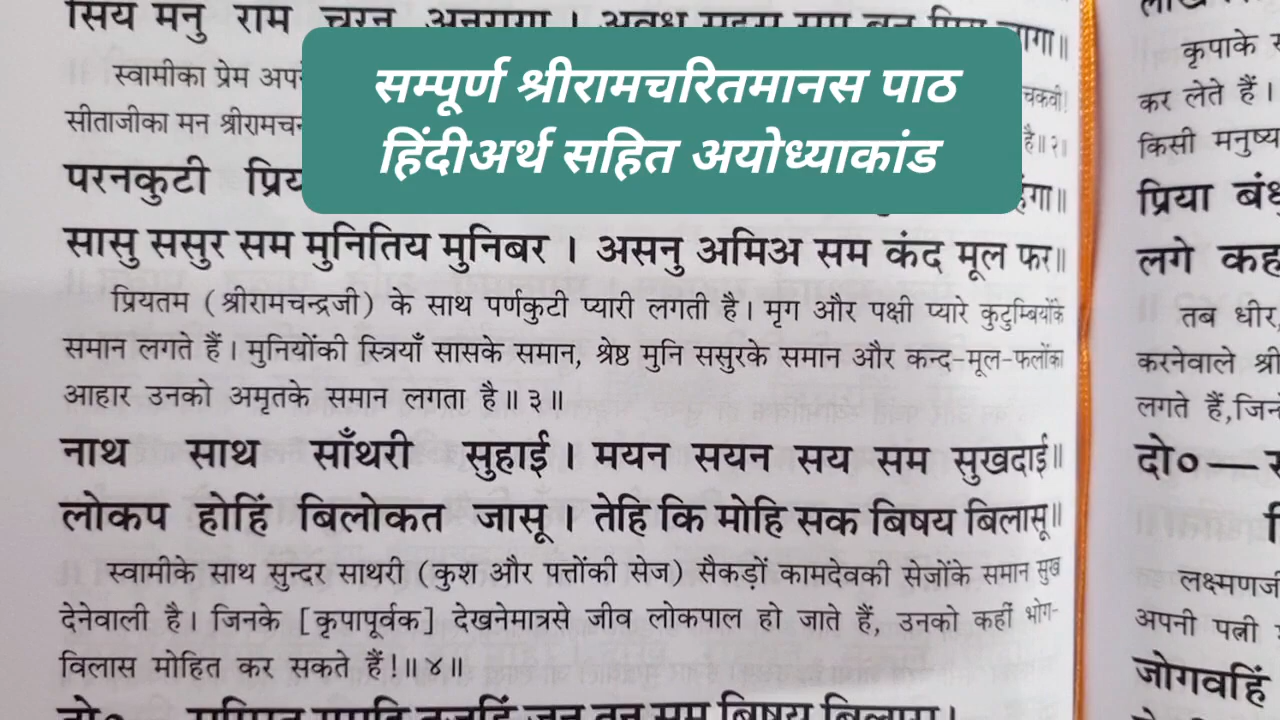 सिय मनु राम चरन
स्वामीका प्रेम
सीताजीका मन
सम्पूर्ण श्रीरामचरितमानस पाठ
हिंदीअर्थ सहित अयोध्याकांड
चकवी!
है॥ २॥
परनकुटी
सासु ससुर सम मुनितिय मुनिबर । असनु अमिअ सम कंद मूल फर॥
प्रियतम (श्रीरामचन्द्रजी) के साथ पर्णकुटी प्यारी लगती है। मृग और पक्षी प्यारे कुटुम्बियोंके
समान लगते हैं। मुनियोंकी स्त्रियाँ सासके समान, श्रेष्ठ मुनि ससुरके समान और कन्द-मूल-फलोंका
आहार उनको अमृतके समान लगता है॥ ३॥
नाथ साथ साँथरी सुहाई । मयन सयन सय सम सुखदाई॥
लोकप होहिं बिलोकत जासू । तेहि कि मोहि सक बिषय बिलासू॥
स्वामीके साथ सुन्दर साथरी (कुश और पत्तोंकी सेज) सैकड़ों कामदेवकी सेजोंके समान सुख
देनेवाली है। जिनके [कृपापूर्वक] देखनेमात्रसे जीव लोकपाल हो जाते हैं, उनको कहीं भोग-
विलास मोहित कर सकते हैं!॥ ४॥
कृपाके
कर लेते हैं।
किसी मनुष्य
प्रिया
लगे
तब धीर,
करनेवाले
लगते हैं,
दो०—
लक्ष्मणजी
अपनी पत्नी
जोगवहिं